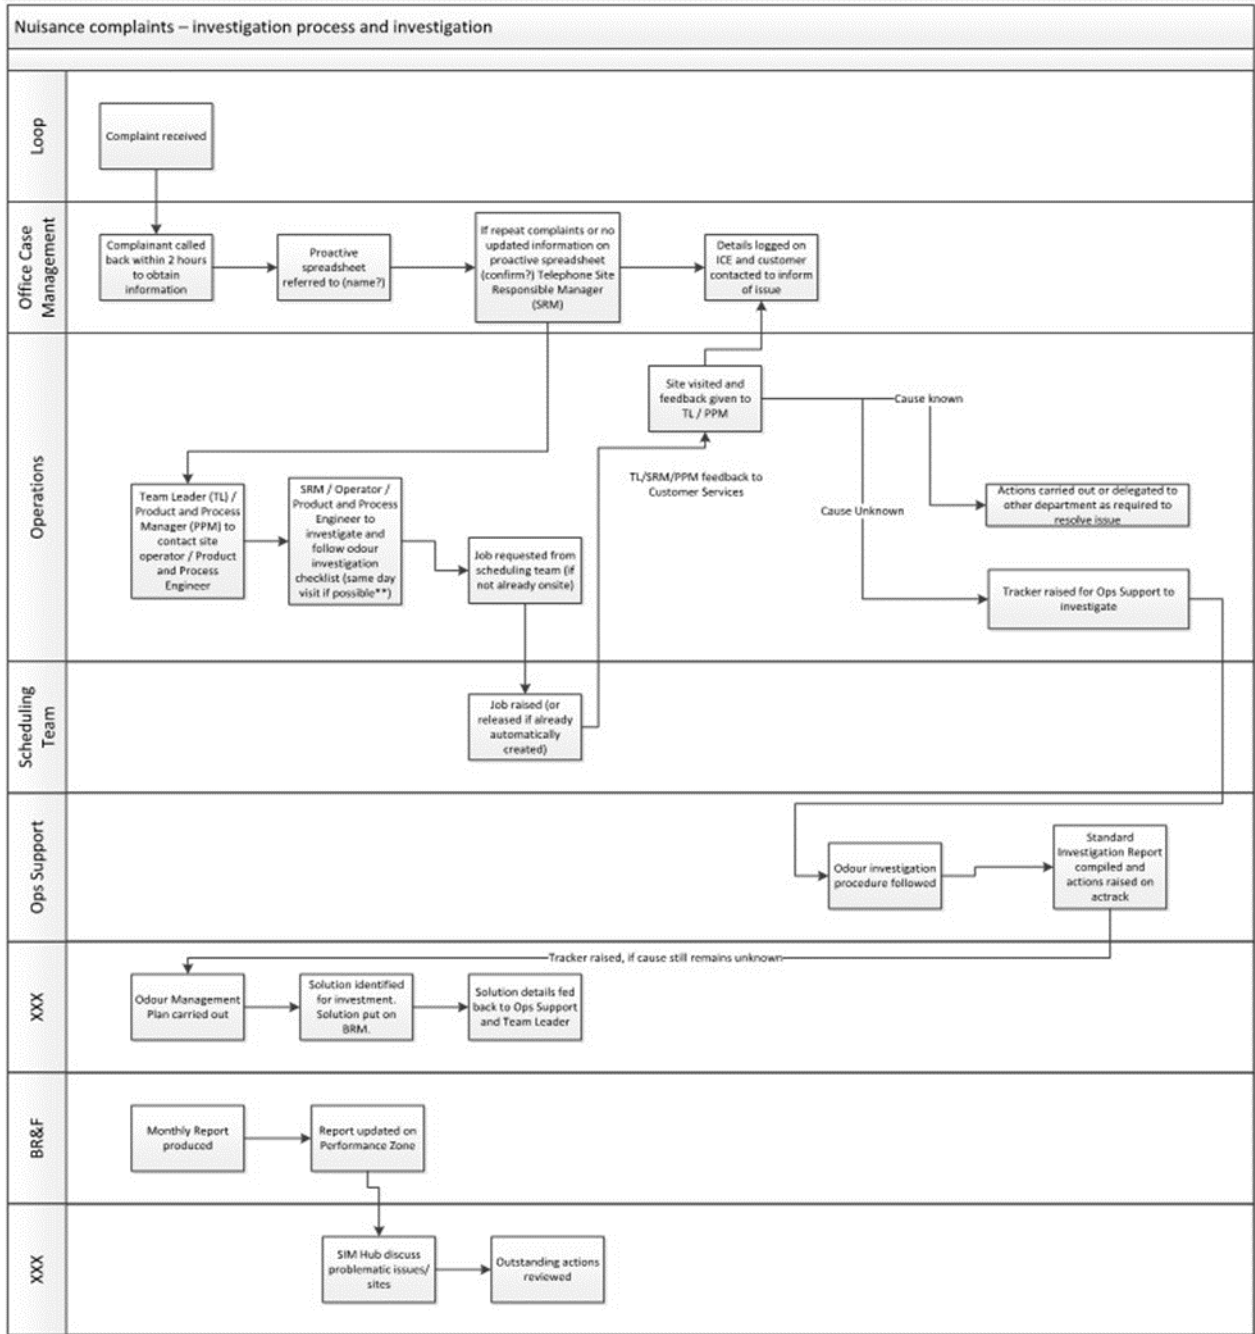 Nuisance complaints – investigation process and investigation
Loop
Complaint received
Office Case
Management
Complainant called
back within 2 hours
to obtain
information
Proactive
spreadsheet
referred to (name?)
If repeat complaints or no
updated information on
proactive spreadsheet
(confirm?) Telephone Site
Responsible Manager
(SRM)
Details logged on
ICE and customer
contacted to inform
of issue
Operations
Site visited and
feedback given to
TL / PPM
Cause known
TL/SRM/PPM feedback to
Customer Services
Cause Unknown
Team Leader (TL) /
Product and Process
Manager (PPM) to
contact site
operator / Product
and Process
Engineer
SRM / Operator /
Product and Process
Engineer to
investigate and
follow odour
investigation
checklist (same day
visit if possible**)
Job requested from
scheduling team (if
not already onsite)
Actions carried out or delegated to
other department as required to
resolve issue
Tracker raised for Ops Support to
investigate
Scheduling
Team
Job raised (or
released if already
automatically
created)
Ops Support
Odour investigation
procedure followed
Standard
Investigation Report
compiled and
actions raised on
actrack
XXX
Tracker raised, if cause still remains unknown
Odour Management
Plan carried out
Solution identified
for investment.
Solution put on
BRM.
Solution details fed
back to Ops Support
and Team Leader
BR&F
Monthly Report
produced
Report updated on
Performance Zone
XXX
SIM Hub discuss
problematic issues/
sites
Outstanding actions
reviewed